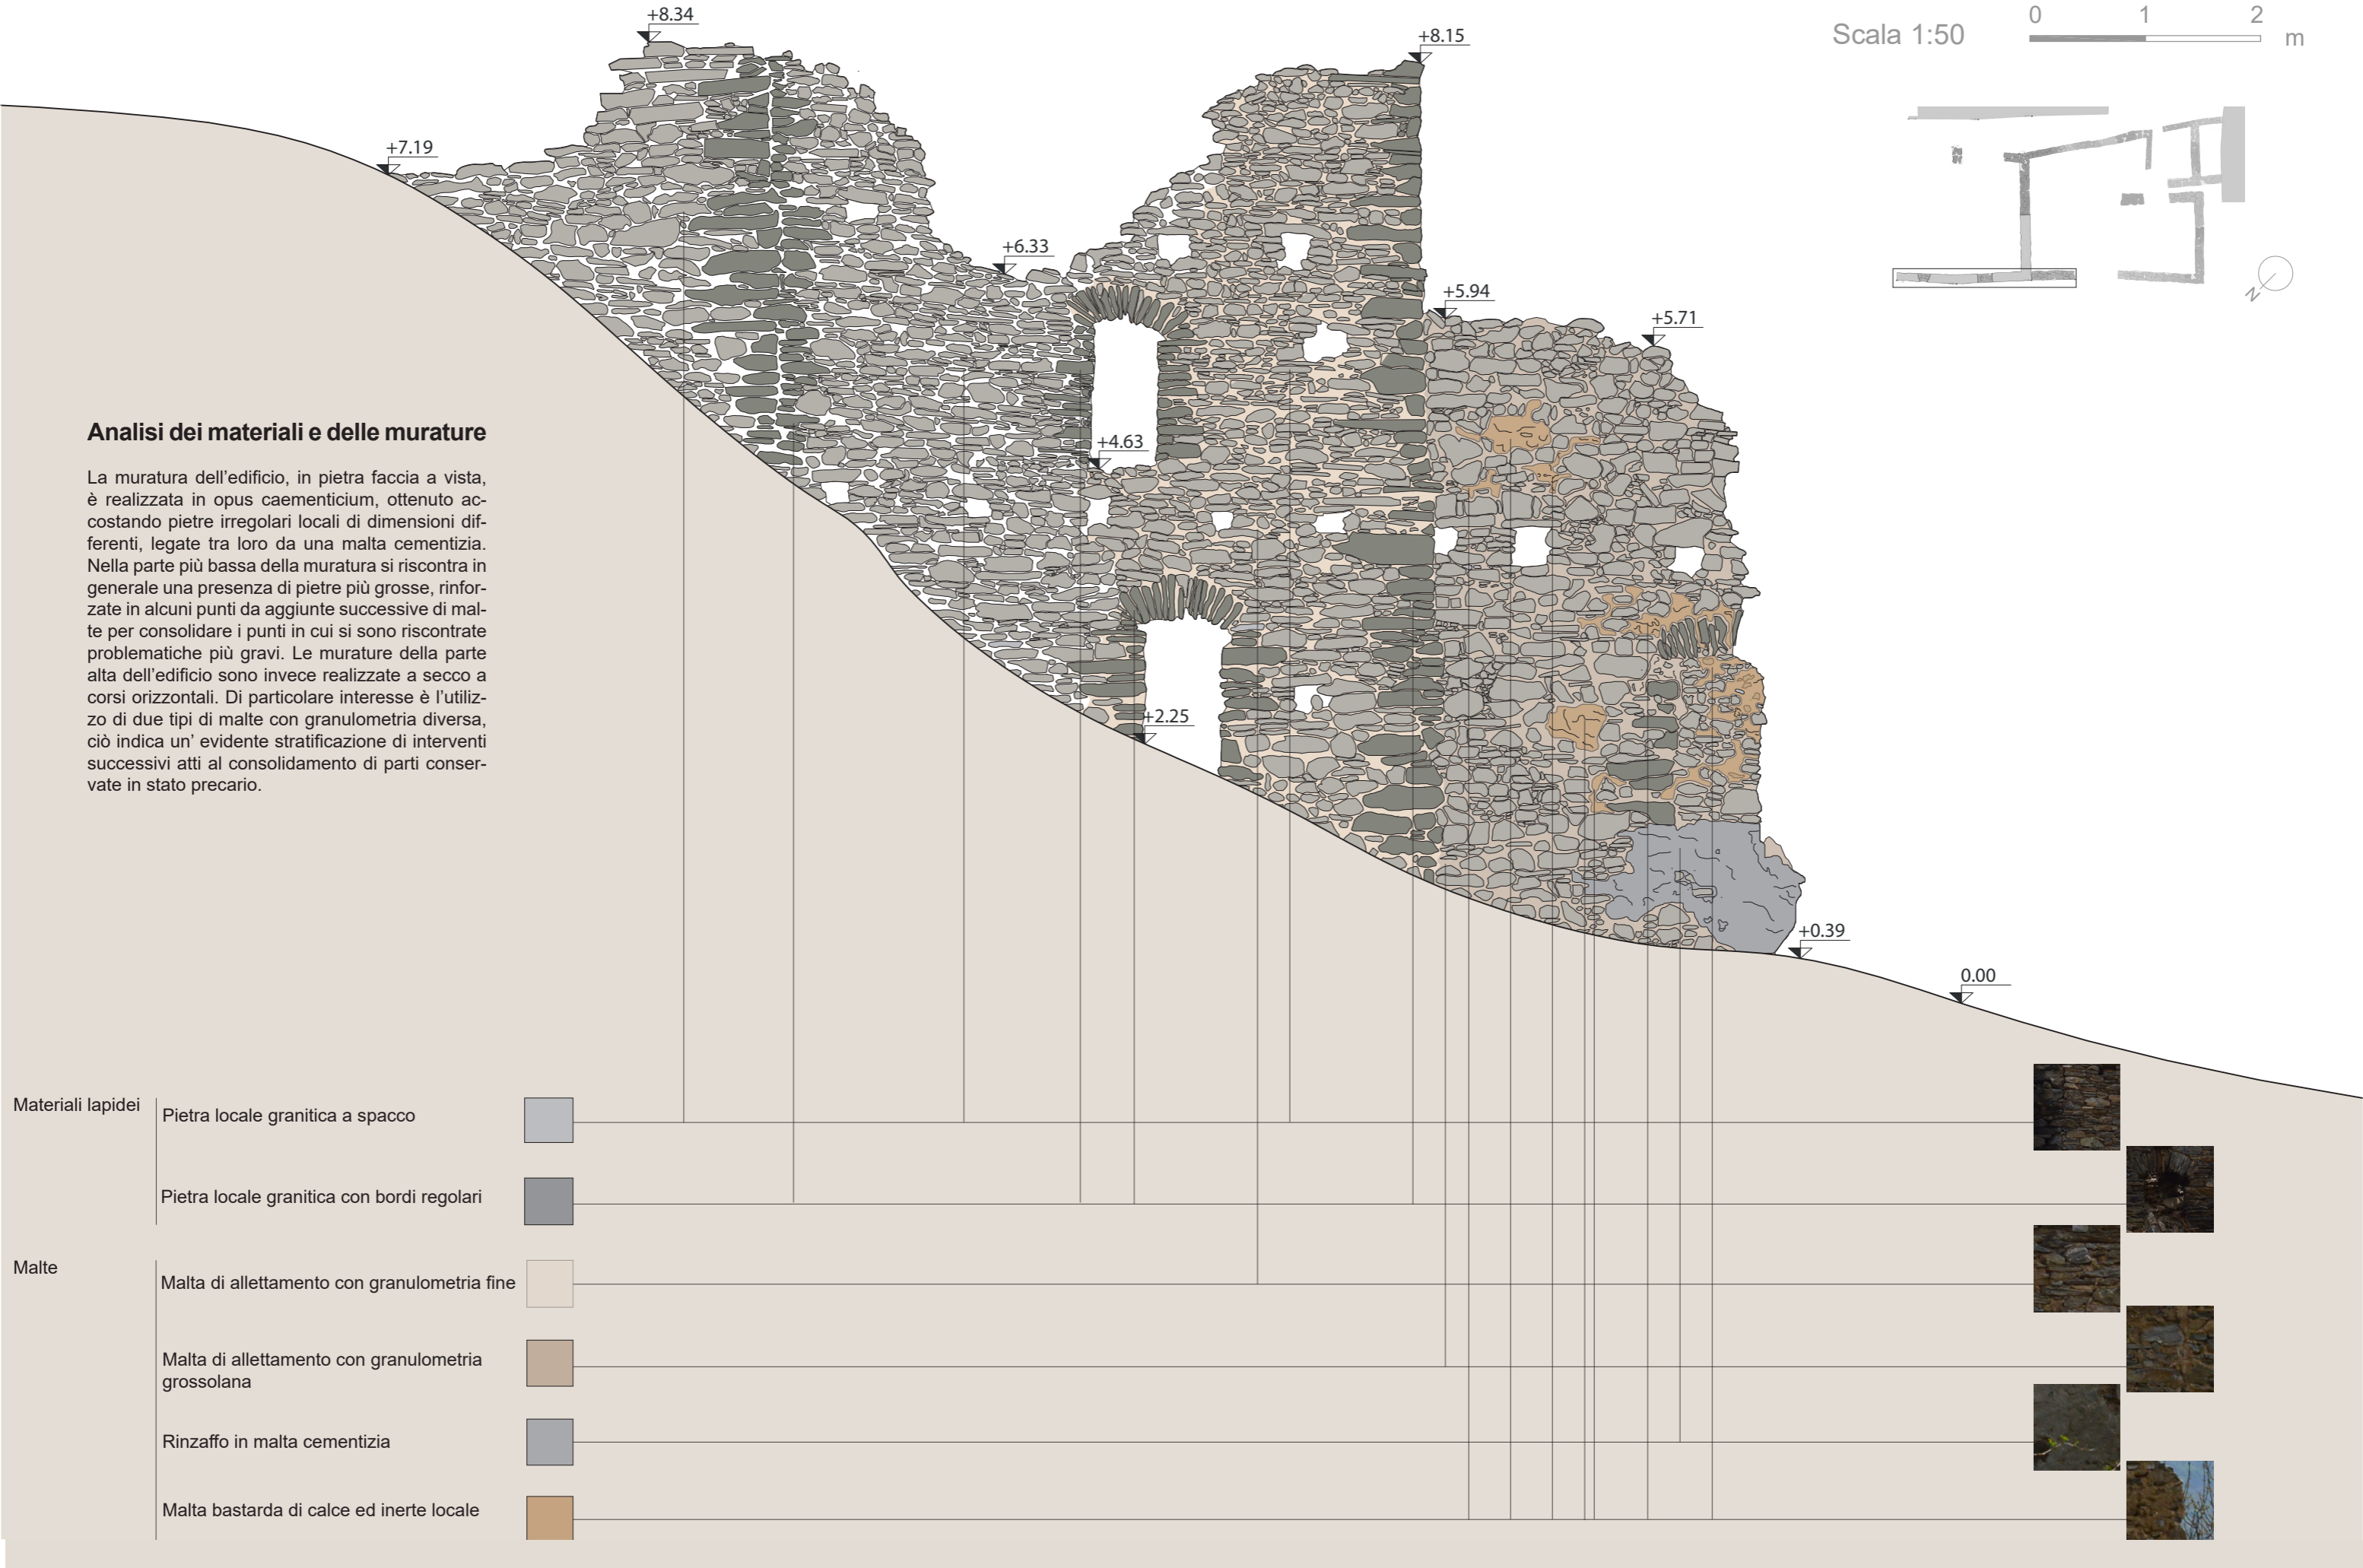 +8.34
+8.15
Scala 1:50
0 1 2
m
+7.19
+6.33
+5.94
+5.71
N
+4.63
+2.25
+0.39
0.00
Analisi dei materiali e delle murature
La muratura dell’edificio, in pietra faccia a vista,
è realizzata in opus caementicium, ottenuto ac-
costando pietre irregolari locali di dimensioni dif-
ferenti, legate tra loro da una malta cementizia.
Nella parte più bassa della muratura si riscontra in
generale una presenza di pietre più grosse, rinfor-
zate in alcuni punti da aggiunte successive di mal-
te per consolidare i punti in cui si sono riscontrate
problematiche più gravi. Le murature della parte
alta dell’edificio sono invece realizzate a secco a
corsi orizzontali. Di particolare interesse è l’utiliz-
zo di due tipi di malte con granulometria diversa,
ciò indica un’ evidente stratificazione di interventi
successivi atti al consolidamento di parti conser-
vate in stato precario.
Materiali lapidei
Pietra locale granitica a spacco
Pietra locale granitica con bordi regolari
Malte
Malta di allettamento con granulometria fine
Malta di allettamento con granulometria
grossolana
Rinzaffo in malta cementizia
Malta bastarda di calce ed inerte locale